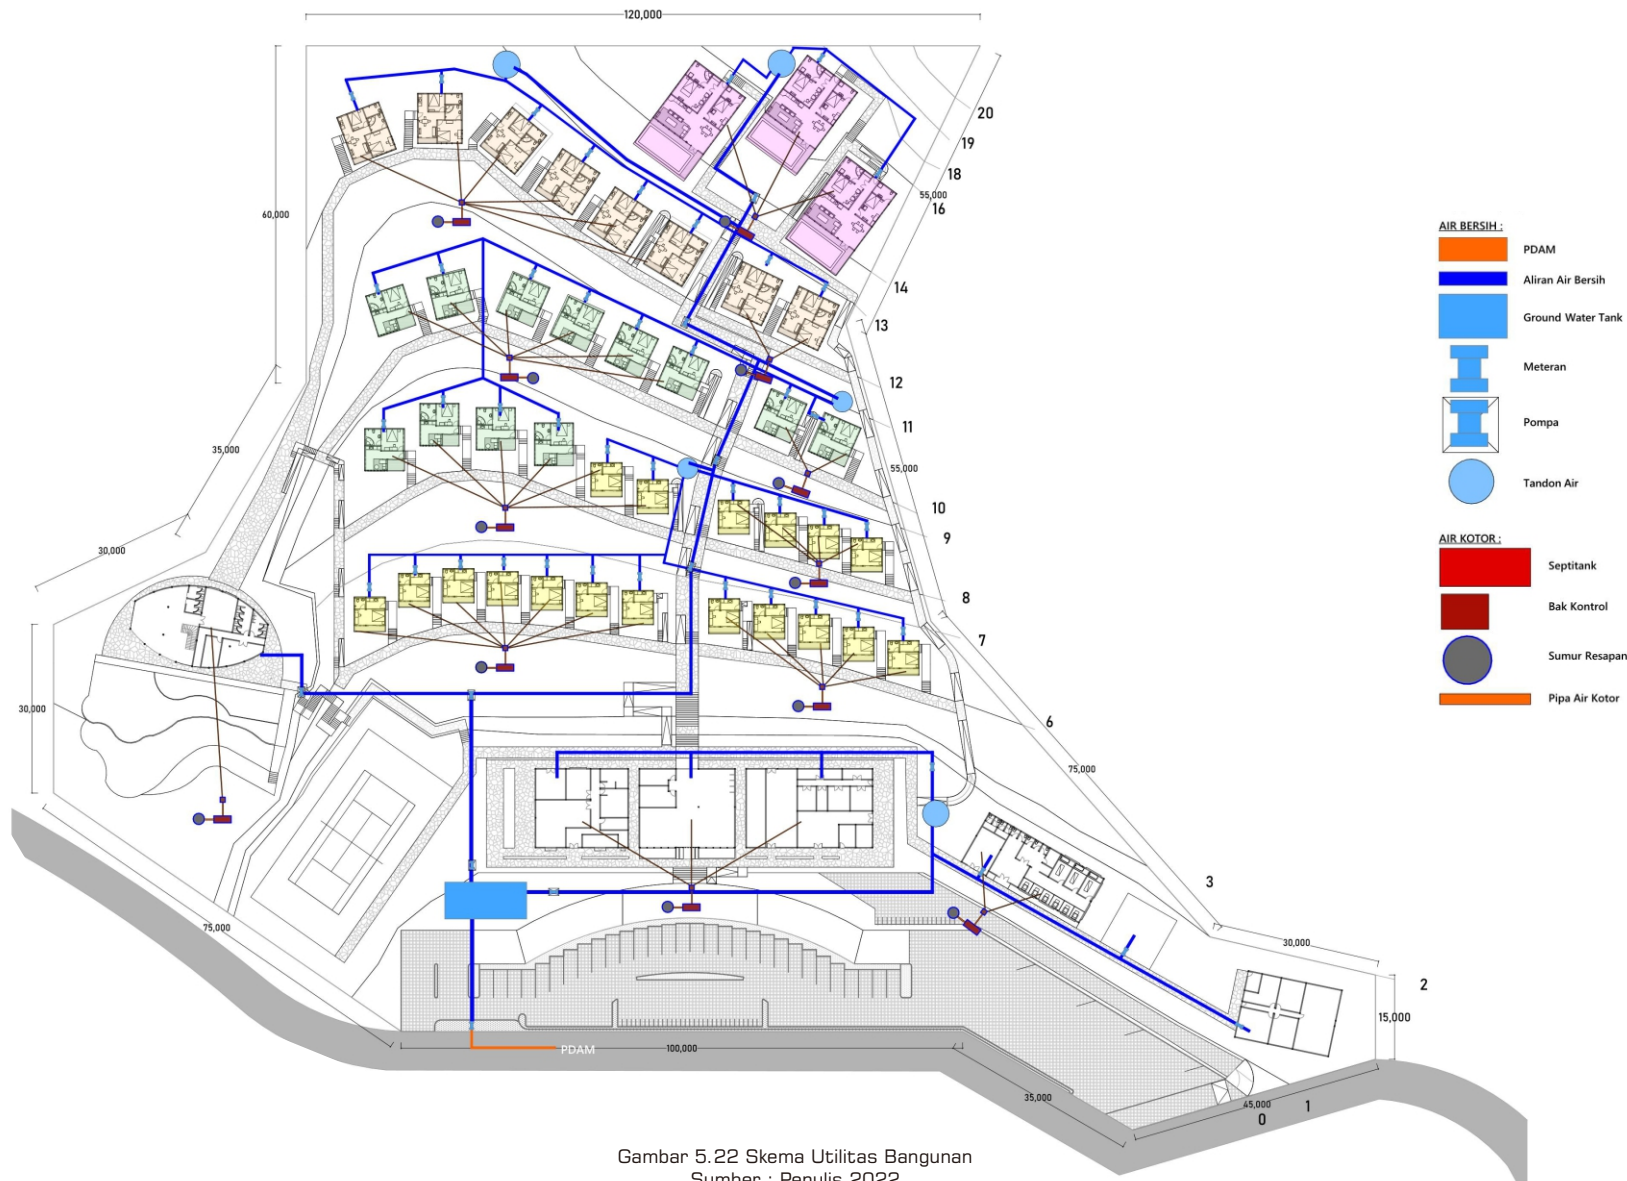 120,000
60,000
20
19
18
55,000
16
14
13
12
11
35,000
55,000
10
9
30,000
8
7
30,000
6
75,000
3
75,000
30,000
2
15,000
PDAM
100,000
35,000
45,000
1
0
AIR BERSIH :
PDAM
Aliran Air Bersih
Ground Water Tank
Meteran
Pompa
Tandon Air
AIR KOTOR :
Septitank
Bak Kontrol
Sumur Resapan
Pipa Air Kotor
Gambar 5.22 Skema Utilitas Bangunan
Sumber : Penulis 2022